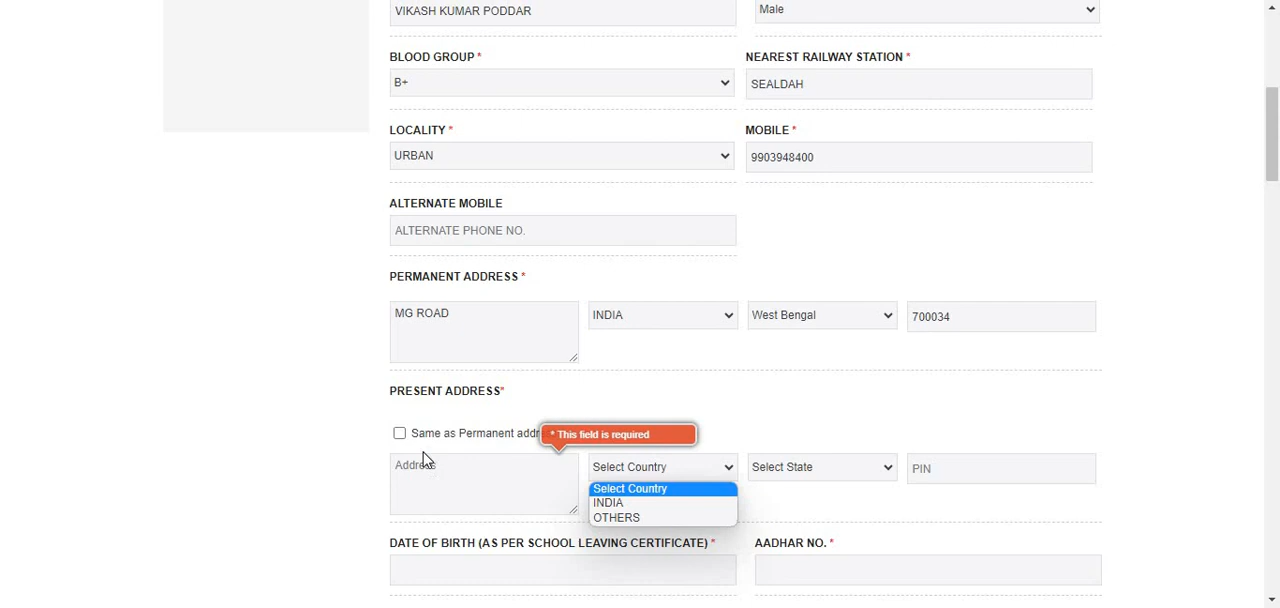 VIKASH KUMAR PODDAR
Male
BLOOD GROUP *
NEAREST RAILWAY STATION *
B+
SEALDAH
LOCALITY *
MOBILE *
URBAN
9903948400
ALTERNATE MOBILE
ALTERNATE PHONE NO.
PERMANENT ADDRESS *
MG ROAD
INDIA
West Bengal
700034
PRESENT ADDRESS*
Same as Permanent addr
* This field is required
Address
Select Country
Select State
PIN
Select Country
INDIA
OTHERS
DATE OF BIRTH (AS PER SCHOOL LEAVING CERTIFICATE) *
AADHAR NO. *